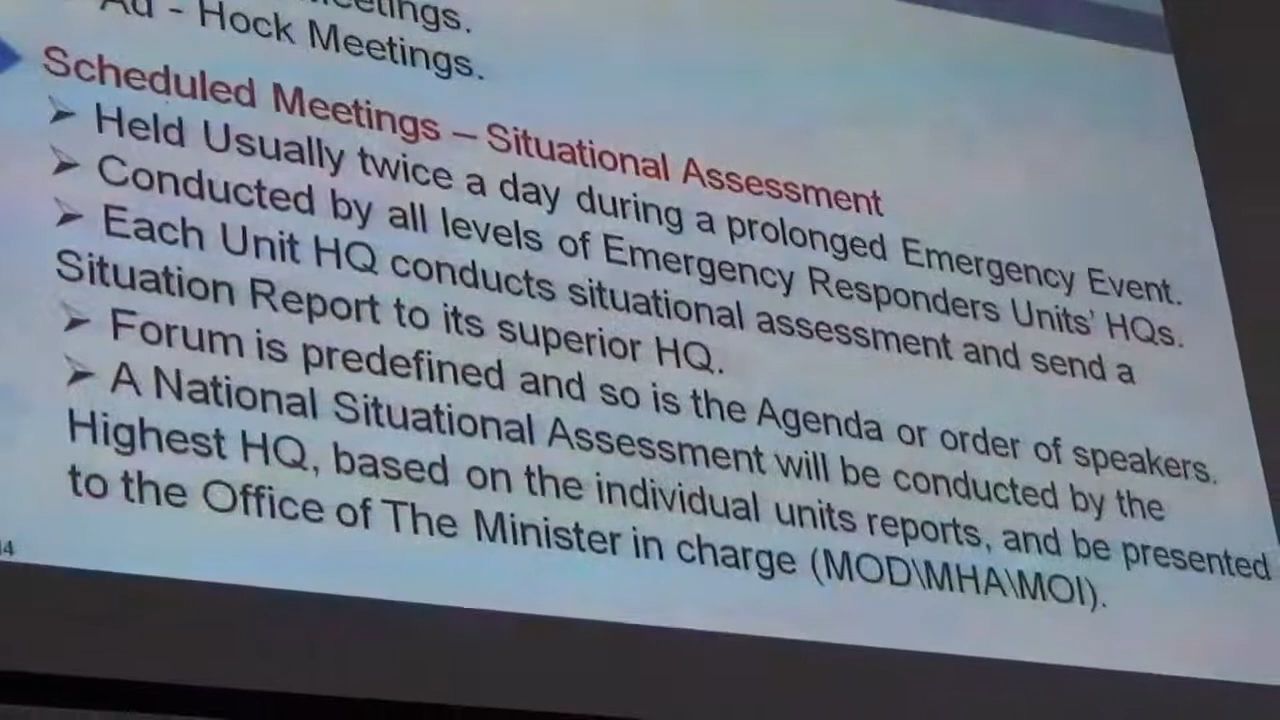 Meetings.
Ad - Hock Meetings.
Scheduled Meetings – Situational Assessment
➢ Held Usually twice a day during a prolonged Emergency Event.
➢ Conducted by all levels of Emergency Responders Units' HQs.
➢ Each Unit HQ conducts situational assessment and send a
Situation Report to its superior HQ.
➢ Forum is predefined and so is the Agenda or order of speakers.
➢ A National Situational Assessment will be conducted by the
Highest HQ, based on the individual units reports, and be presented
to the Office of The Minister in charge (MOD\MHA\MOI).